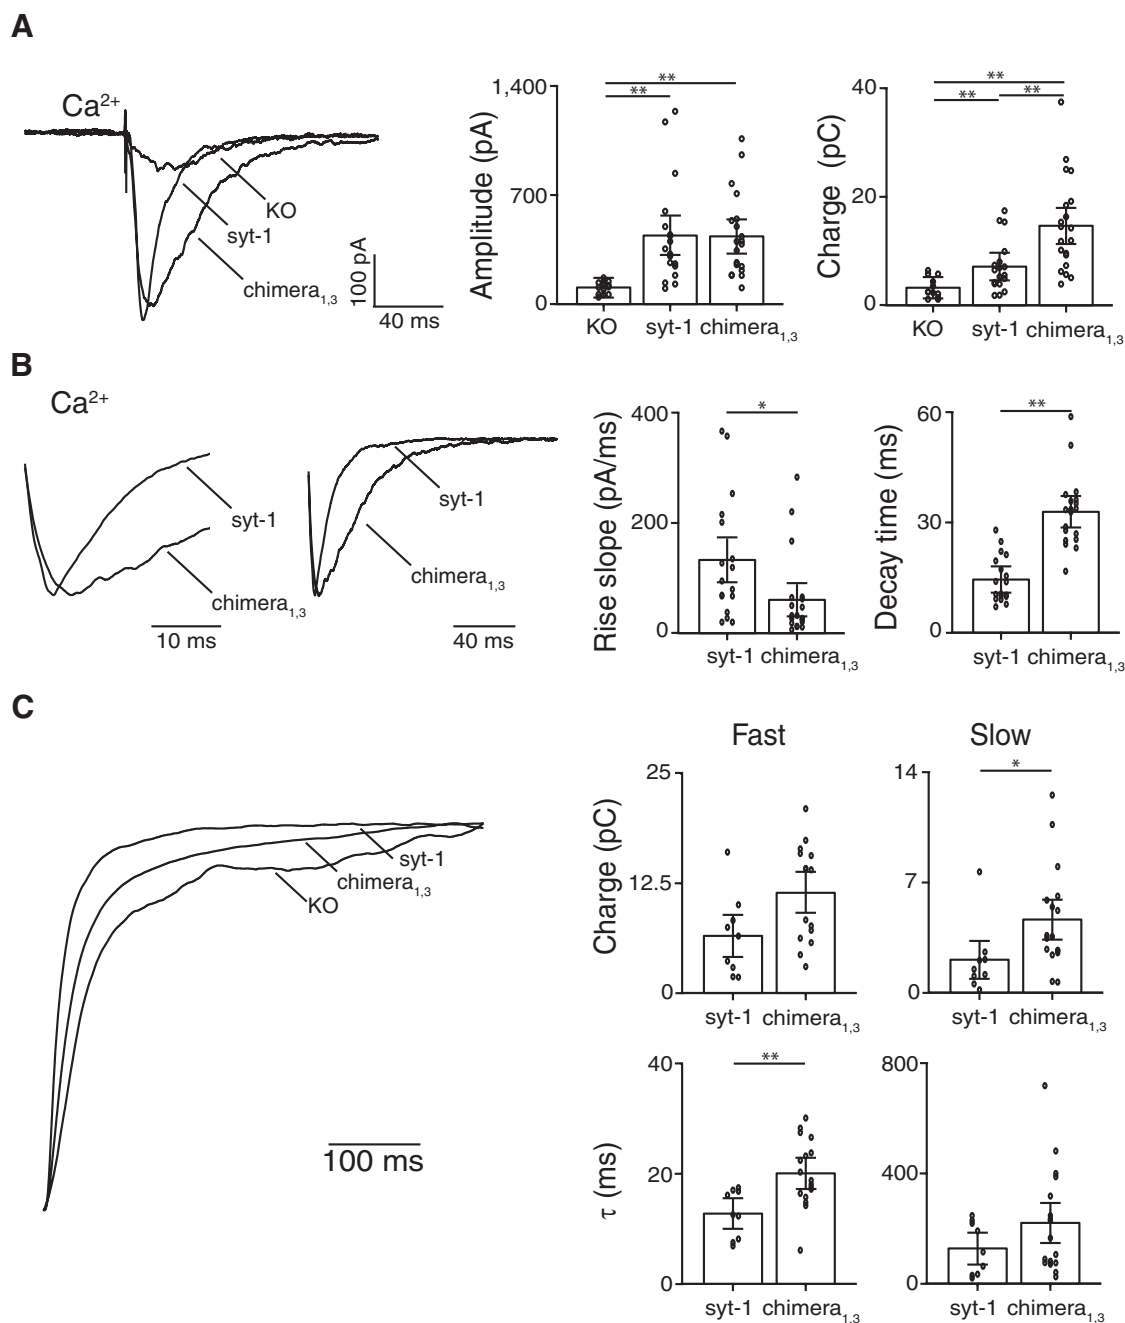 A
Ca²⁺
KO
syt-1
chimera₁,₃
100 pA
40 ms
Amplitude (pA)
1,400
700
0
**
**
KO syt-1 chimera₁,₃
Charge (pC)
40
20
0
**
** **
KO syt-1 chimera₁,₃
B
Ca²⁺
syt-1
chimera₁,₃
10 ms
syt-1
chimera₁,₃
40 ms
Rise slope (pA/ms)
400
200
0
*
syt-1 chimera₁,₃
Decay time (ms)
60
30
0
**
syt-1 chimera₁,₃
C
syt-1
chimera₁,₃
KO
100 ms
Fast
Charge (pC)
25
12.5
0
syt-1 chimera₁,₃
Slow
14
7
0
*
syt-1 chimera₁,₃
τ (ms)
40
20
0
**
syt-1 chimera₁,₃
800
400
0
syt-1 chimera₁,₃